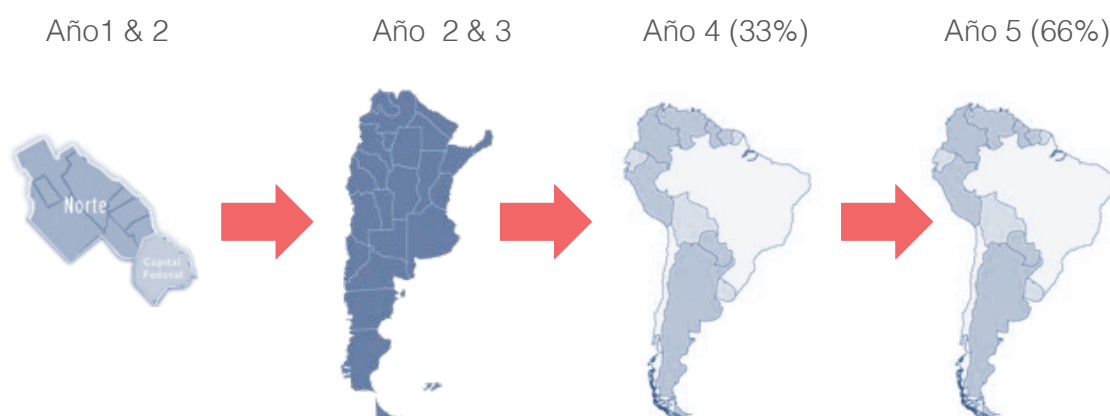 Año1 & 2
Año 2 & 3
Año 4 (33%)
Año 5 (66%)
Norte
Capital
Federal